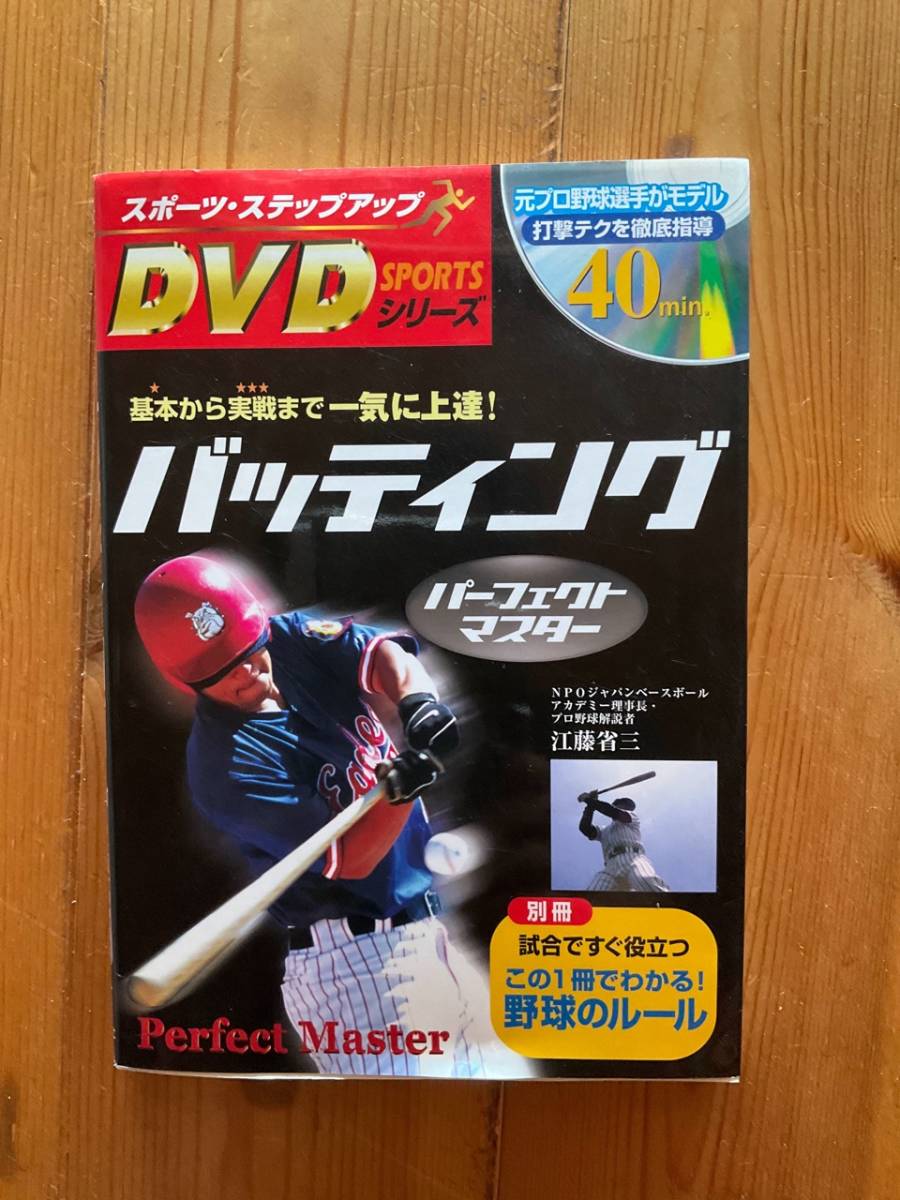 スポーツ・ステップアップ
DVD SPORTS
シリーズ
元プロ野球選手がモデル
打撃テクを徹底指導
40min.
基本から実戦まで一気に上達！
バッティング
パーフェクト
マスター
NPOジャパンベースボール
アカデミー理事長・
プロ野球解説者
江藤省三
別冊
試合ですぐ役立つ
この1冊でわかる！
野球のルール
Perfect Master